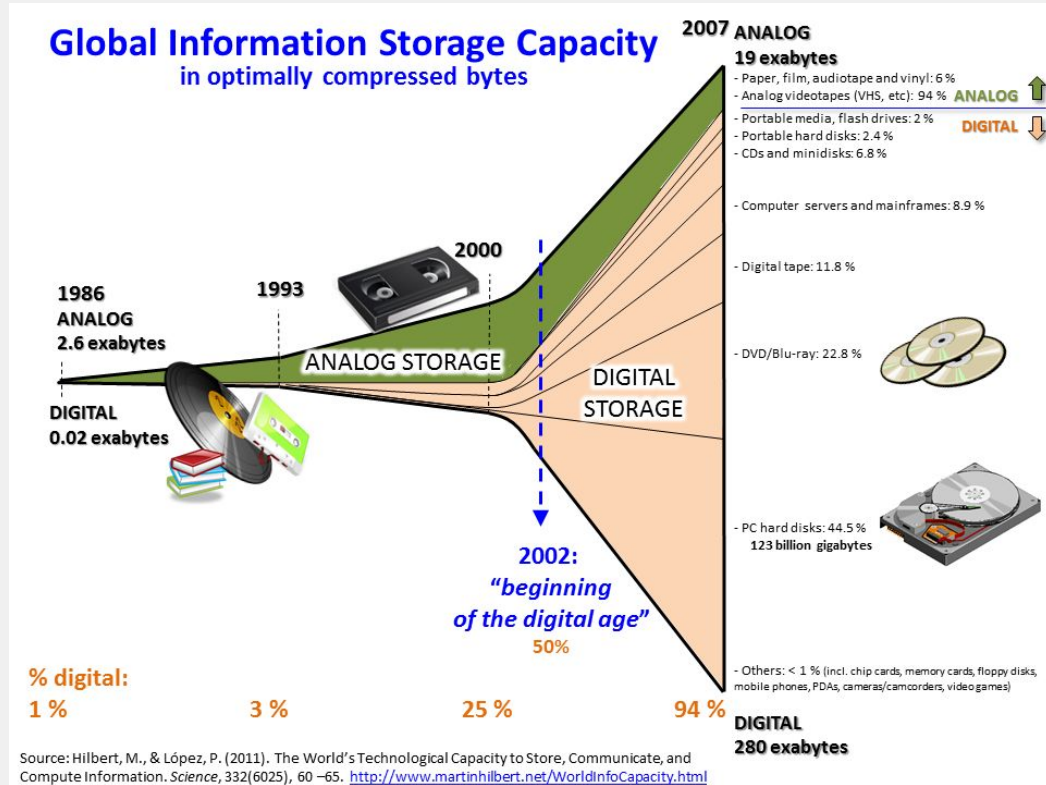 Global Information Storage Capacity
in optimally compressed bytes
2007 ANALOG
19 exabytes
- Paper, film, audiotape and vinyl: 6 %
- Analog videotapes (VHS, etc): 94 % ANALOG
- Portable media, flash drives: 2 %
DIGITAL
- Portable hard disks: 2.4 %
- CDs and minidisks: 6.8 %
- Computer servers and mainframes: 8.9 %
- Digital tape: 11.8 %
2000
1993
1986
ANALOG
2.6 exabytes
ANALOG STORAGE
- DVD/Blu-ray: 22.8 %
DIGITAL
STORAGE
DIGITAL
0.02 exabytes
- PC hard disks: 44.5 %
123 billion gigabytes
2002:
“beginning
of the digital age”
50%
- Others: < 1 % (incl. chip cards, memory cards, floppy disks,
mobile phones, PDAs, cameras/camcorders, video games)
% digital:
1 % 3 % 25 % 94 %
DIGITAL
280 exabytes
Source: Hilbert, M., & López, P. (2011). The World’s Technological Capacity to Store, Communicate, and
Compute Information. Science, 332(6025), 60 –65. http://www.martinhilbert.net/WorldInfoCapacity.html